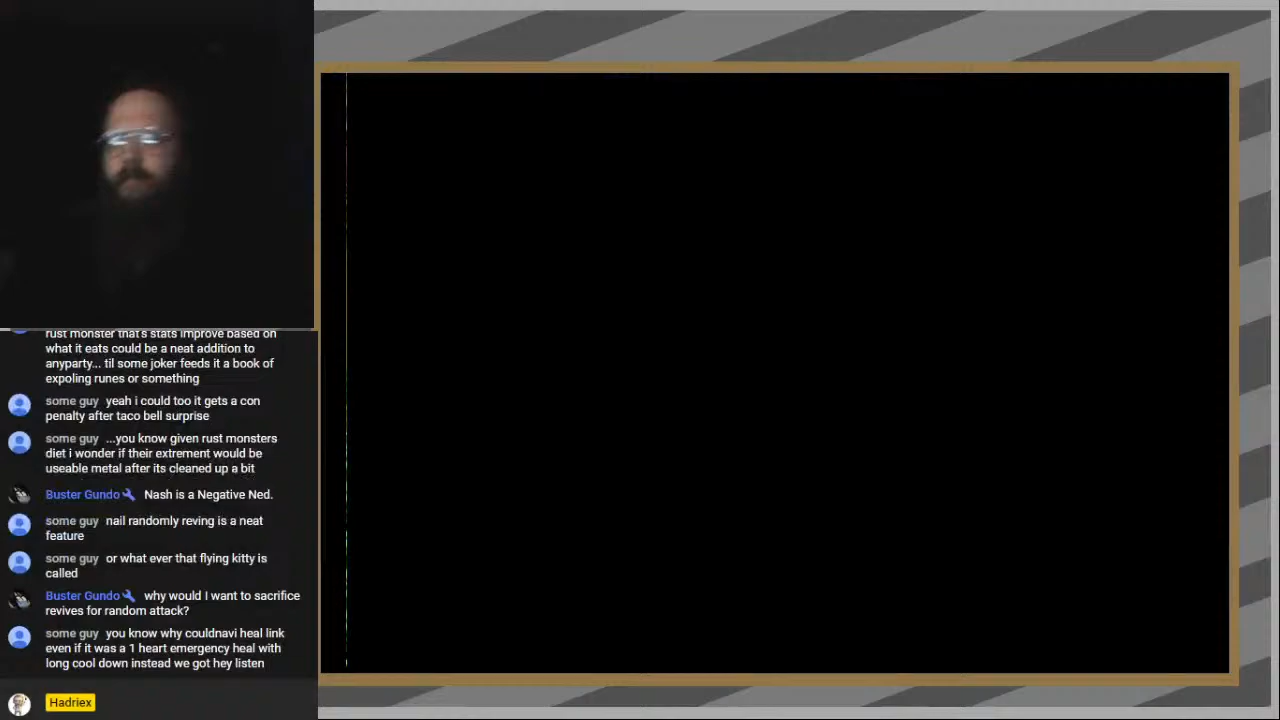 rust monster that's stats improve based on
what it eats could be a neat addition to
anyparty... til some joker feeds it a book of
expoling runes or something
some guy yeah i could too it gets a con
penalty after taco bell surprise
some guy ...you know given rust monsters
diet i wonder if their extrement would be
useable metal after its cleaned up a bit
Buster Gundo Nash is a Negative Ned.
some guy nail randomly reving is a neat
feature
some guy or what ever that flying kitty is
called
Buster Gundo why would I want to sacrifice
revives for random attack?
some guy you know why couldnavi heal link
even if it was a 1 heart emergency heal with
long cool down instead we got hey listen
Hadriex